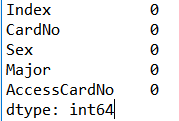 Index 0
CardNo 0
Sex 0
Major 0
AccessCardNo 0
dtype: int64